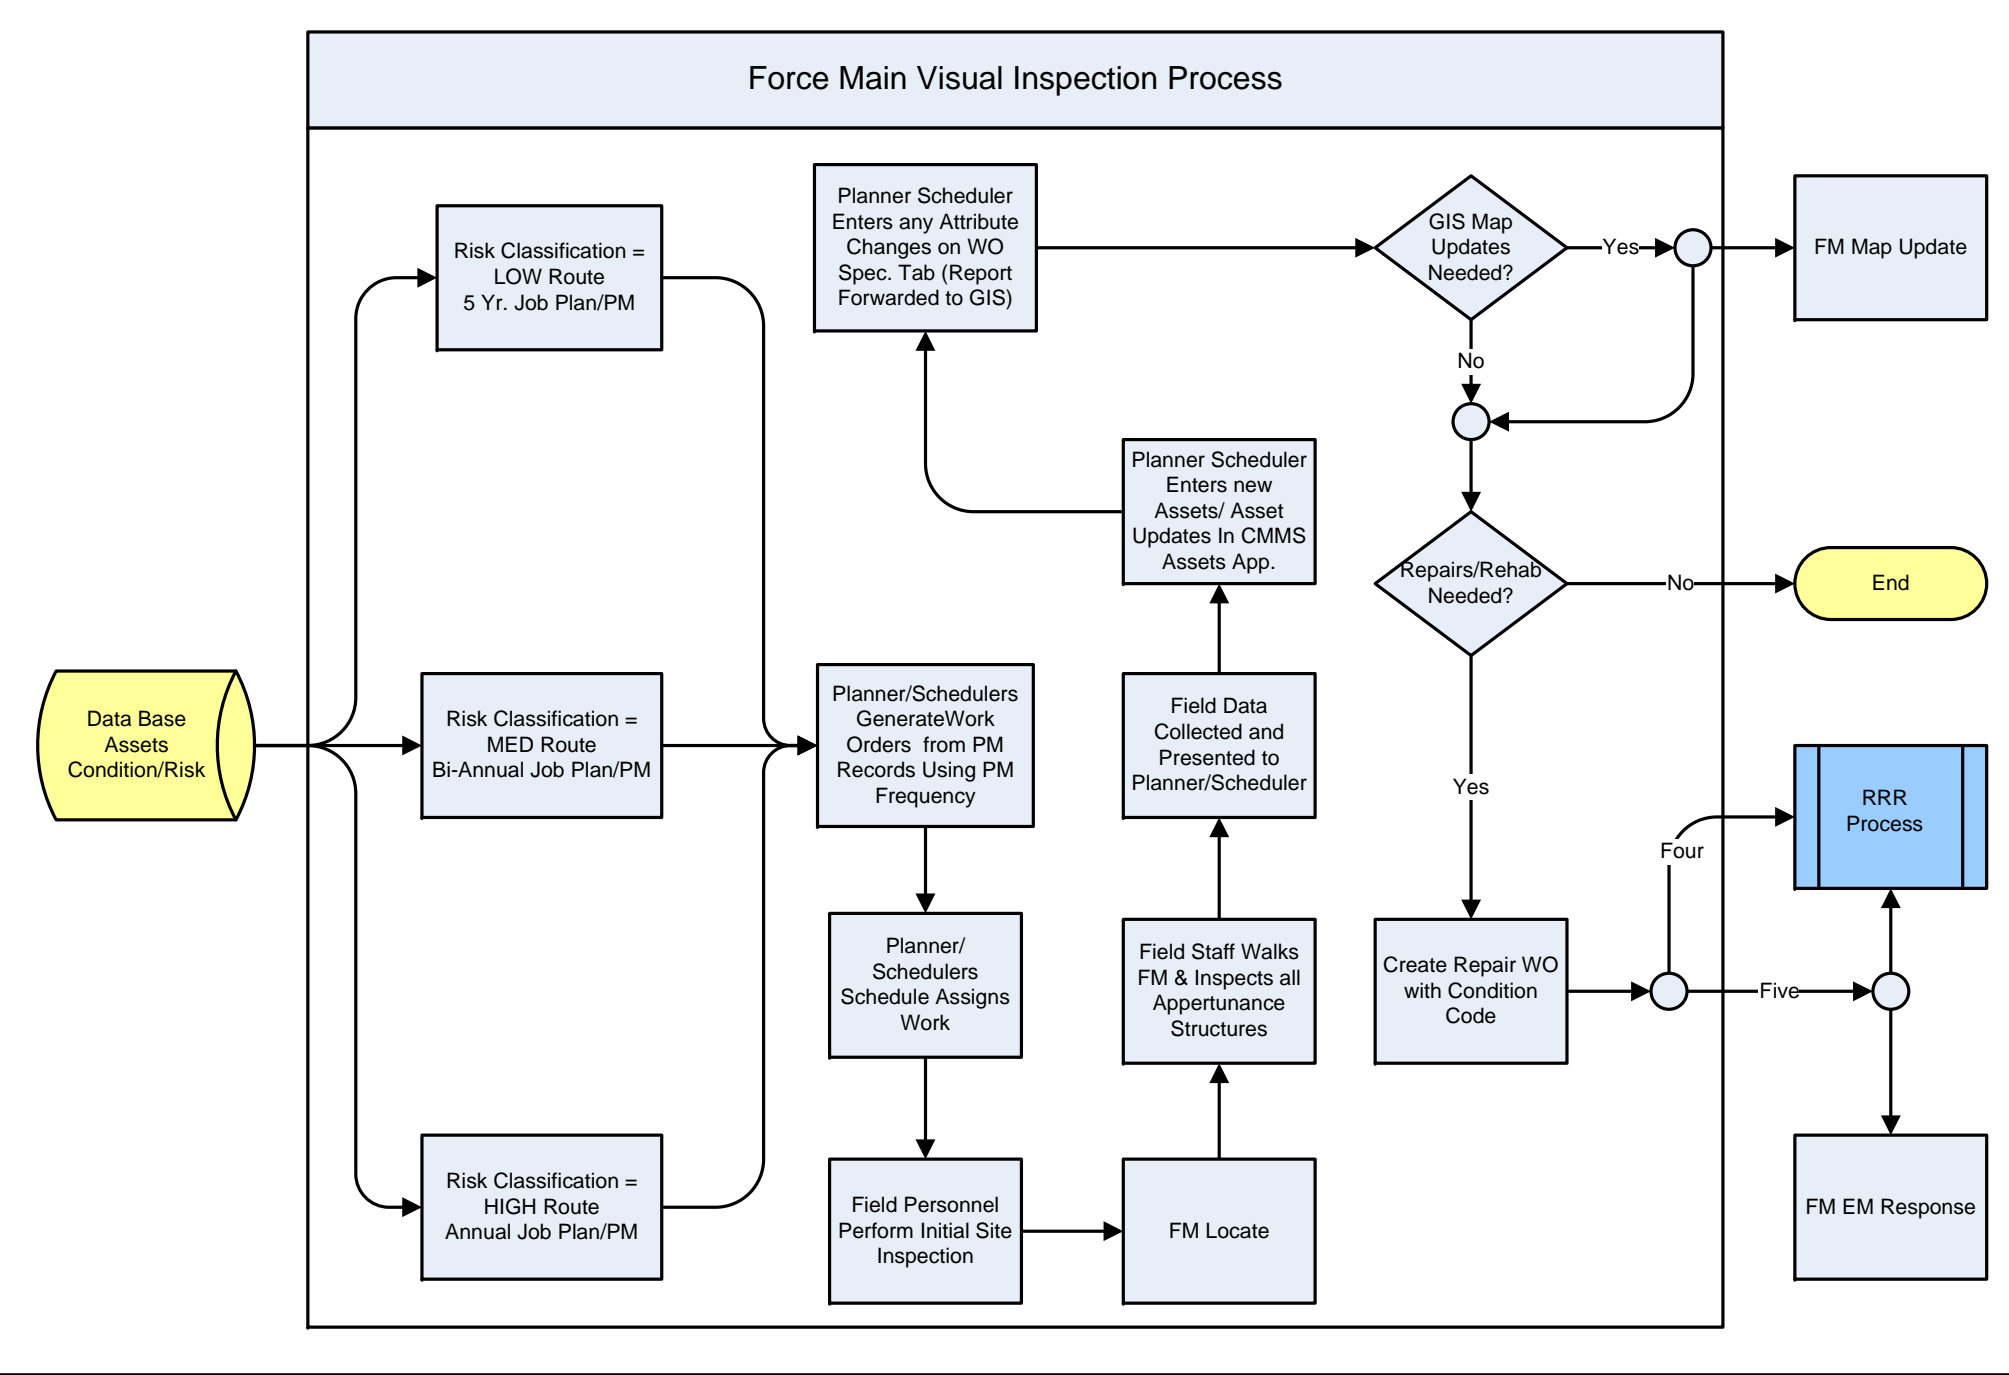 Force Main Visual Inspection Process
Data Base
Assets
Condition/Risk
Risk Classification =
LOW Route
5 Yr. Job Plan/PM
Risk Classification =
MED Route
Bi-Annual Job Plan/PM
Risk Classification =
HIGH Route
Annual Job Plan/PM
Planner/Schedulers
GenerateWork
Orders from PM
Records Using PM
Frequency
Planner/
Schedulers
Schedule Assigns
Work
Field Personnel
Perform Initial Site
Inspection
FM Locate
Field Staff Walks
FM & Inspects all
Appertunance
Structures
Field Data
Collected and
Presented to
Planner/Scheduler
Planner Scheduler
Enters new
Assets/ Asset
Updates In CMMS
Assets App.
Planner Scheduler
Enters any Attribute
Changes on WO
Spec. Tab (Report
Forwarded to GIS)
GIS Map
Updates
Needed?
Yes
FM Map Update
No
Repairs/Rehab
Needed?
No
End
Yes
Create Repair WO
with Condition
Code
Four
RRR
Process
Five
FM EM Response